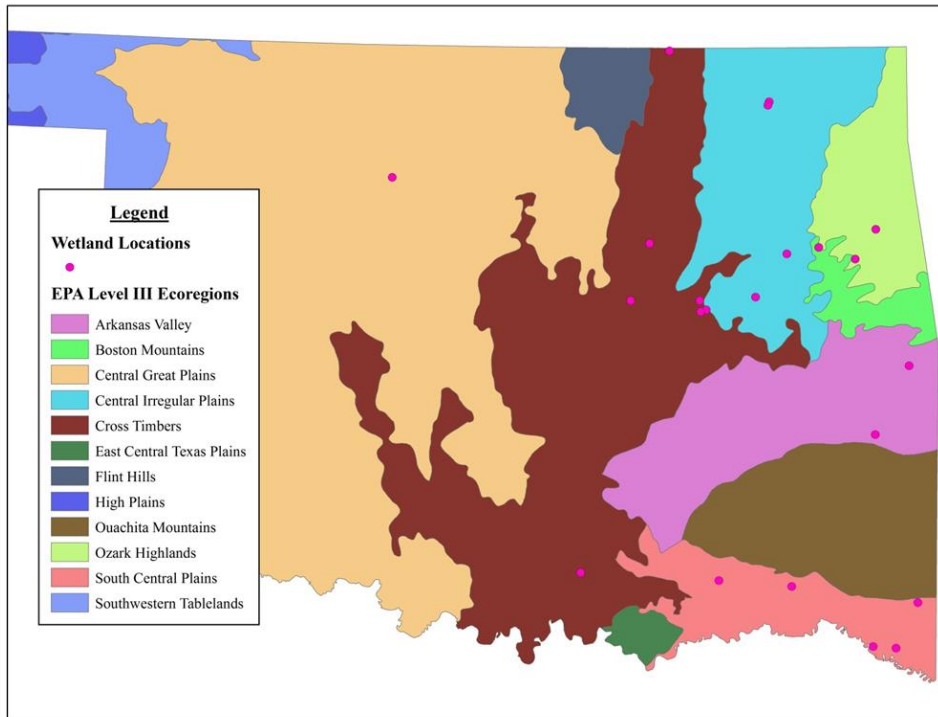 Legend
Wetland Locations
EPA Level III Ecoregions
Arkansas Valley
Boston Mountains
Central Great Plains
Central Irregular Plains
Cross Timbers
East Central Texas Plains
Flint Hills
High Plains
Ouachita Mountains
Ozark Highlands
South Central Plains
Southwestern Tablelands